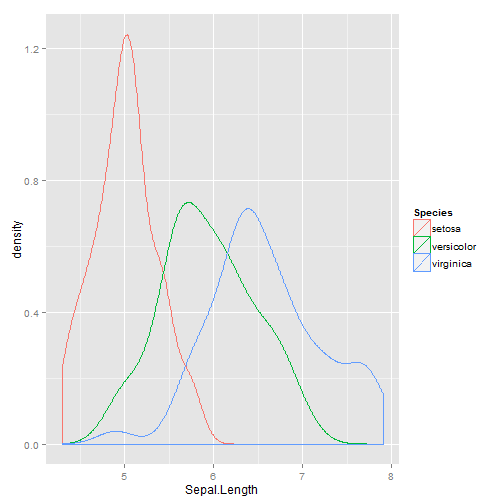 density
1.2
0.8
0.4
0.0
5
6
7
8
Sepal.Length
Species
setosa
versicolor
virginica